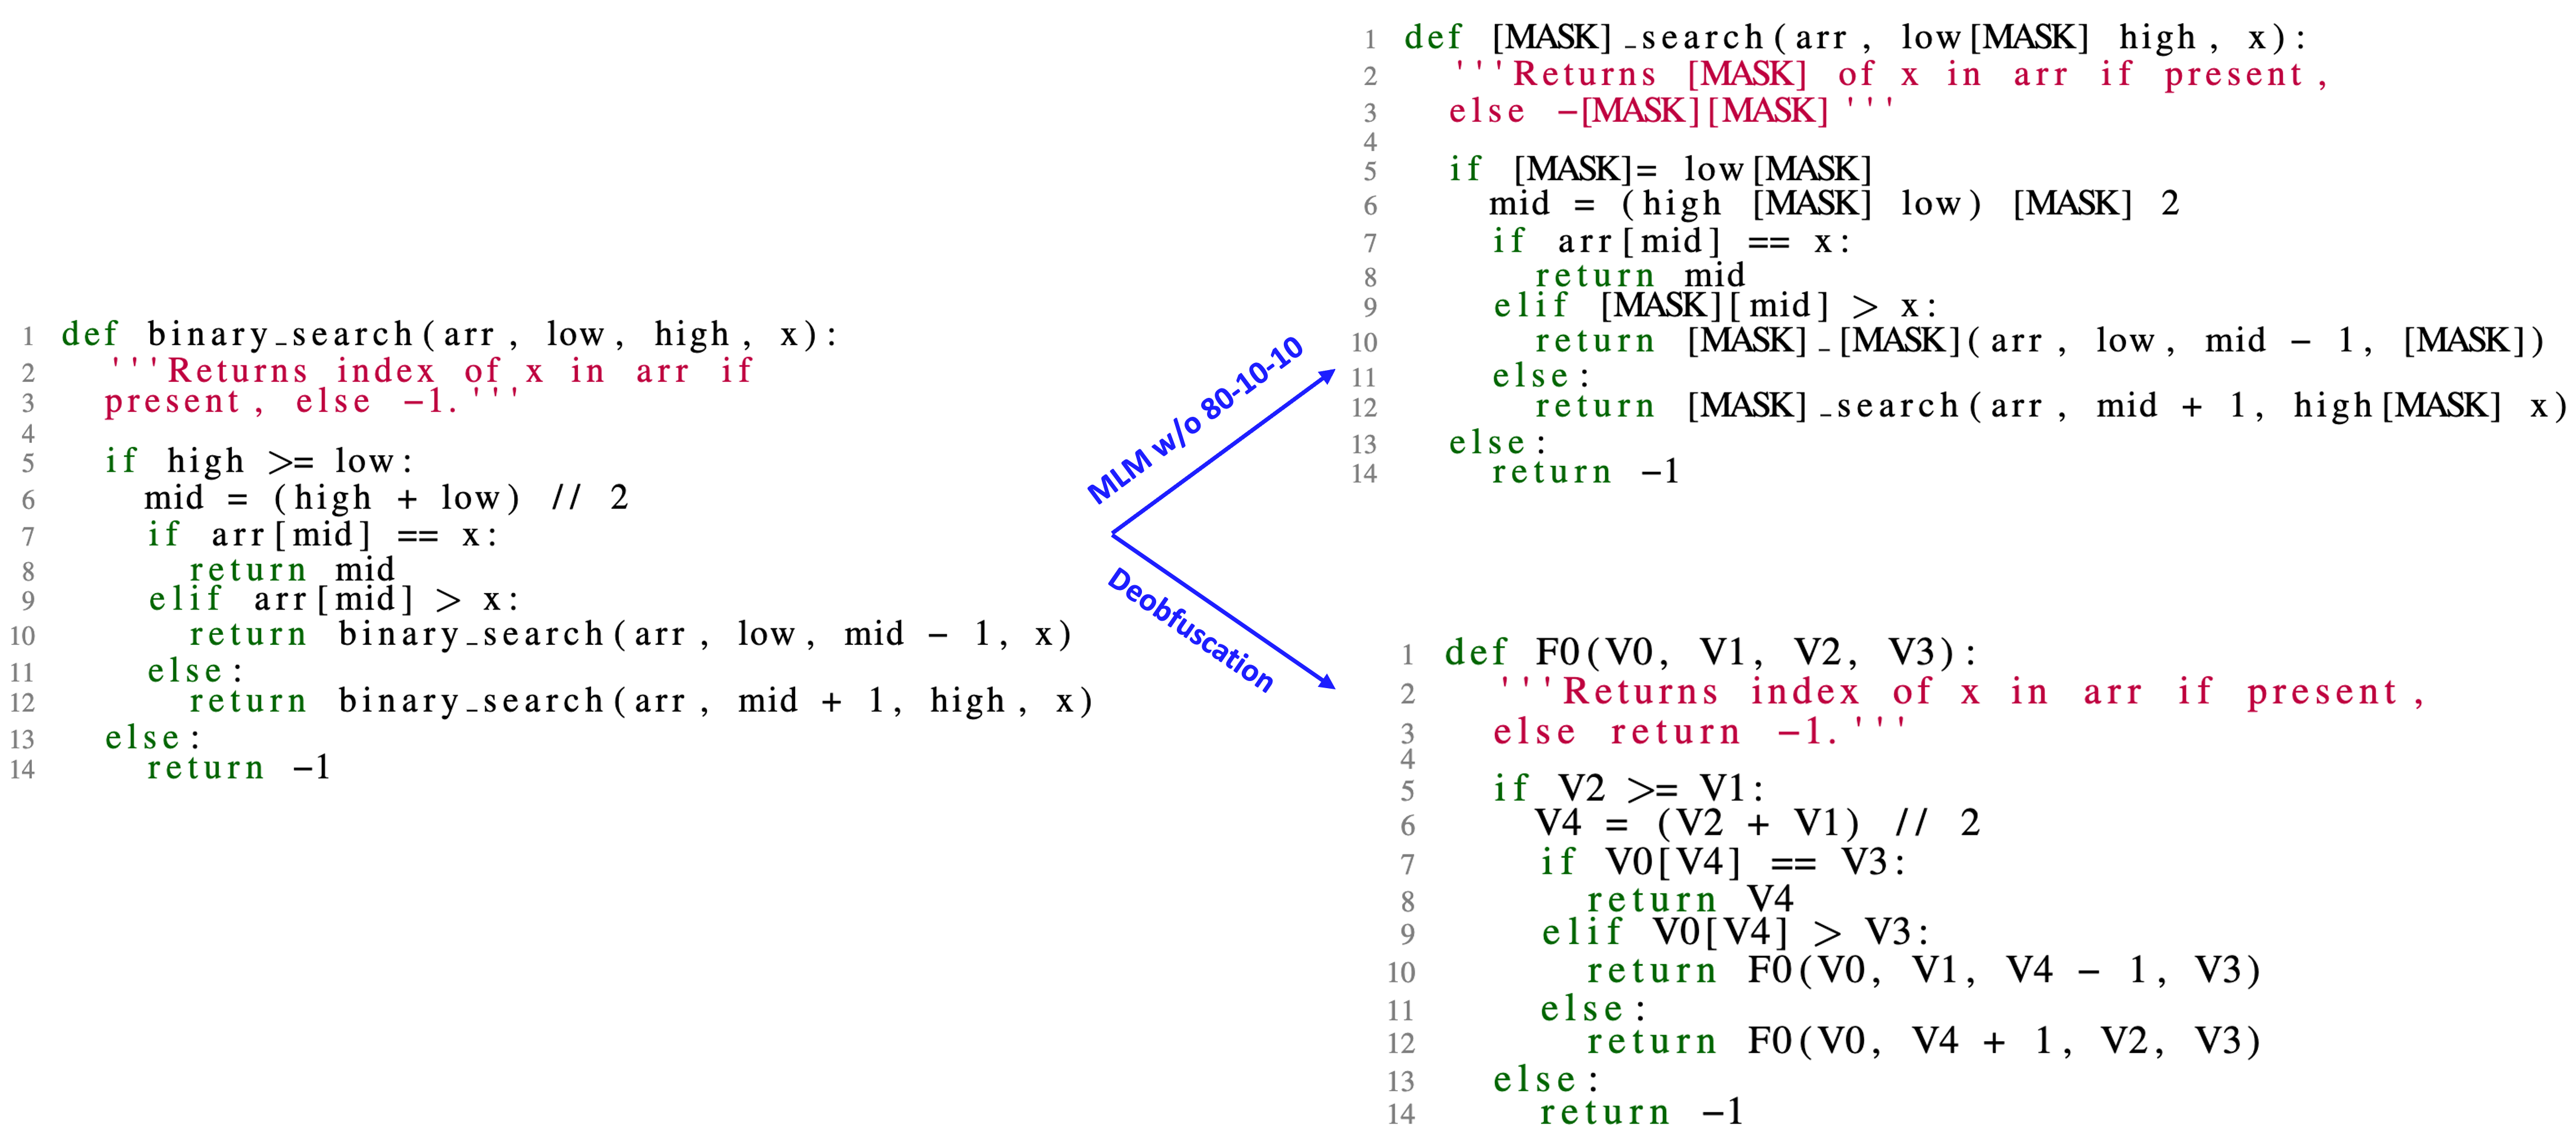 1 def binary_search(arr, low, high, x):
2 '''Returns index of x in arr if
3 present, else -1.'''
4
5 if high >= low:
6 mid = (high + low) // 2
7 if arr[mid] == x:
8 return mid
9 elif arr[mid] > x:
10 return binary_search(arr, low, mid - 1, x)
11 else:
12 return binary_search(arr, mid + 1, high, x)
13 else:
14 return -1
MLM w/o 80-10-10
Deobfuscation
1 def [MASK]_search(arr, low[MASK] high, x):
2 '''Returns [MASK] of x in arr if present,
3 else -[MASK][MASK]'''
4
5 if [MASK]= low[MASK]
6 mid = (high [MASK] low) [MASK] 2
7 if arr[mid] == x:
8 return mid
9 elif [MASK][mid] > x:
10 return [MASK]_[MASK](arr, low, mid - 1, [MASK])
11 else:
12 return [MASK]_search(arr, mid + 1, high[MASK] x)
13 else:
14 return -1
1 def F0(V0, V1, V2, V3):
2 '''Returns index of x in arr if present,
3 else return -1.'''
4
5 if V2 >= V1:
6 V4 = (V2 + V1) // 2
7 if V0[V4] == V3:
8 return V4
9 elif V0[V4] > V3:
10 return F0(V0, V1, V4 - 1, V3)
11 else:
12 return F0(V0, V4 + 1, V2, V3)
13 else:
14 return -1